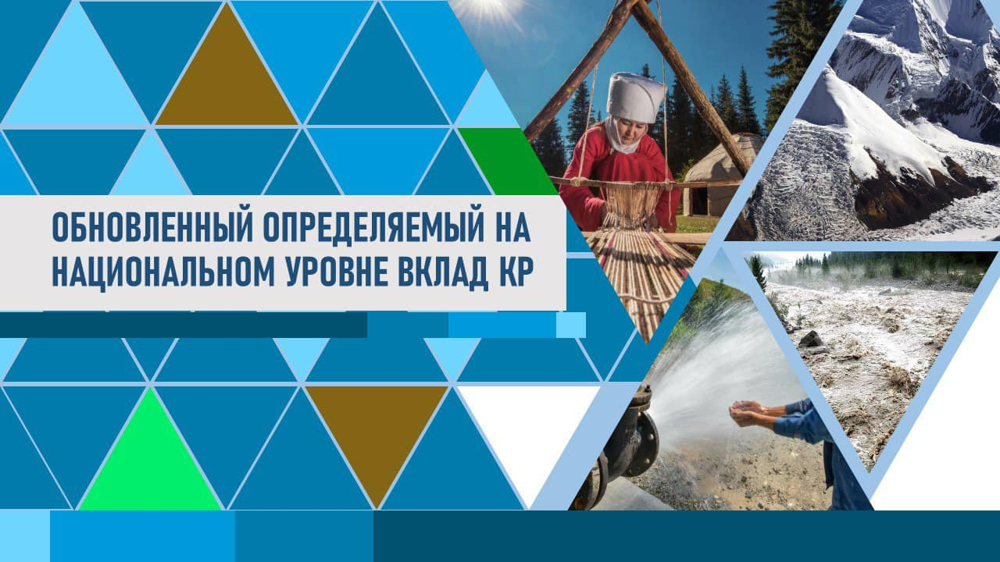 ОБНОВЛЕННЫЙ ОПРЕДЕЛЯЕМЫЙ НА
НАЦИОНАЛЬНОМ УРОВНЕ ВКЛАД КР